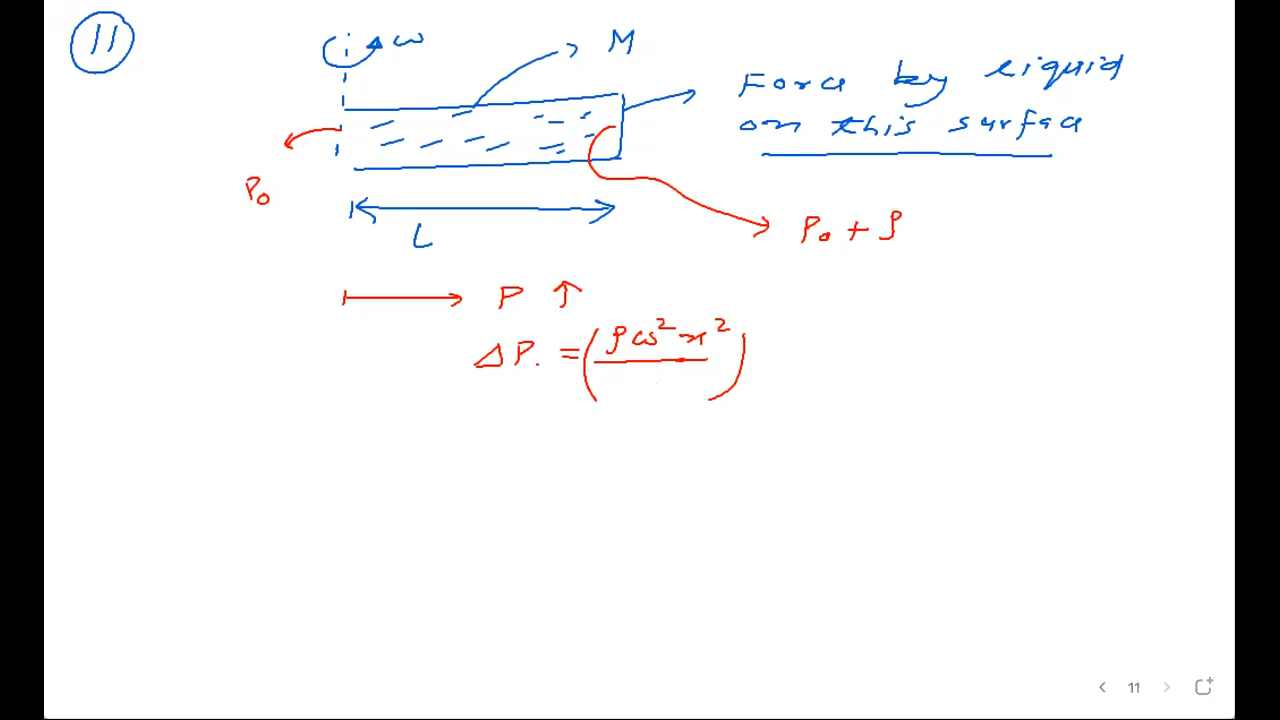 11
ω
M
Force by liquid
on this surface
P₀
L
P₀ + ρ
P ↑
ΔP. = (ρω²x²)
11